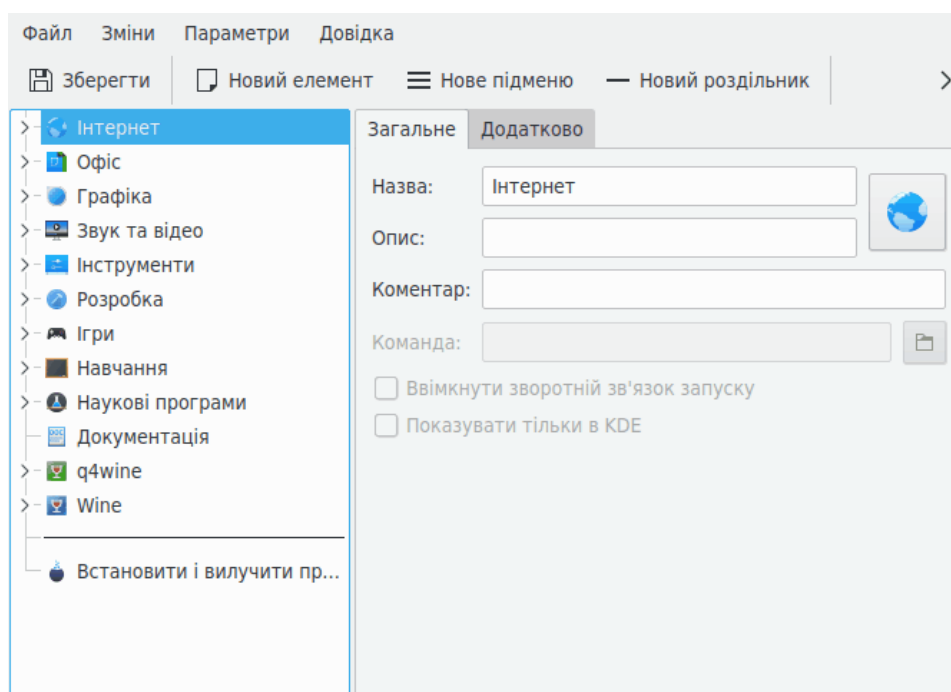 Файл Зміни Параметри Довідка
Зберегти Новий елемент Нове підменю Новий роздільник
Інтернет
Офіс
Графіка
Звук та відео
Інструменти
Розробка
Ігри
Навчання
Наукові програми
Документація
q4wine
Wine
Встановити і вилучити пр...
Загальне Додатково
Назва: Інтернет
Опис:
Коментар:
Команда:
Ввімкнути зворотній зв'язок запуску
Показувати тільки в KDE